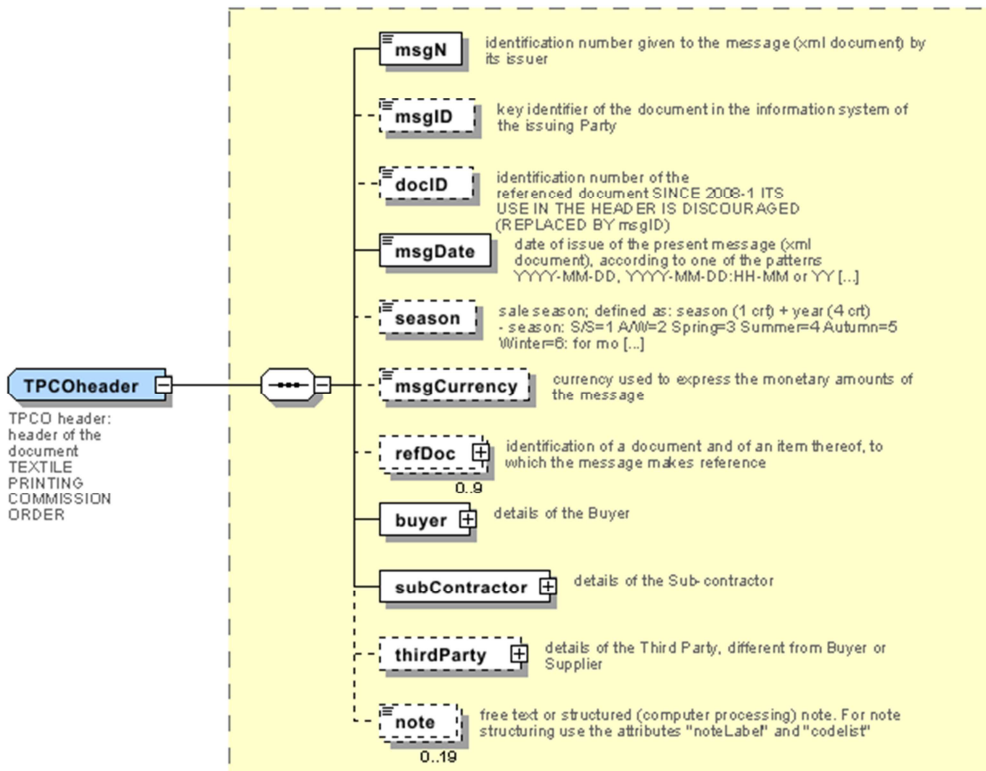 msgN
identification number given to the message (xml document) by
its issuer
msgID
key identifier of the document in the information system of
the issuing Party
docID
identification number of the
referenced document SINCE 2008-1 ITS
USE IN THE HEADER IS DISCOURAGED
(REPLACED BY msgID)
msgDate
date of issue of the present message (xml
document), according to one of the patterns
YYYY-MM-DD, YYYY-MM-DD:HH-MM or YY [...]
season
sale season; defined as: season (1 crt) + year (4 crt)
- season: S/S=1 A/W=2 Spring=3 Summer=4 Autumn=5
Winter=6: for mo [...]
TPCOheader
TPCO header:
header of the
document
TEXTILE
PRINTING
COMMISSION
ORDER
msgCurrency
currency used to express the monetary amounts of
the message
refDoc
0..9
identification of a document and of an item thereof, to
which the message makes reference
buyer
details of the Buyer
subContractor
details of the Sub-contractor
thirdParty
details of the Third Party, different from Buyer or
Supplier
note
0..19
free text or structured (computer processing) note. For note
structuring use the attributes "noteLabel" and "codelist"